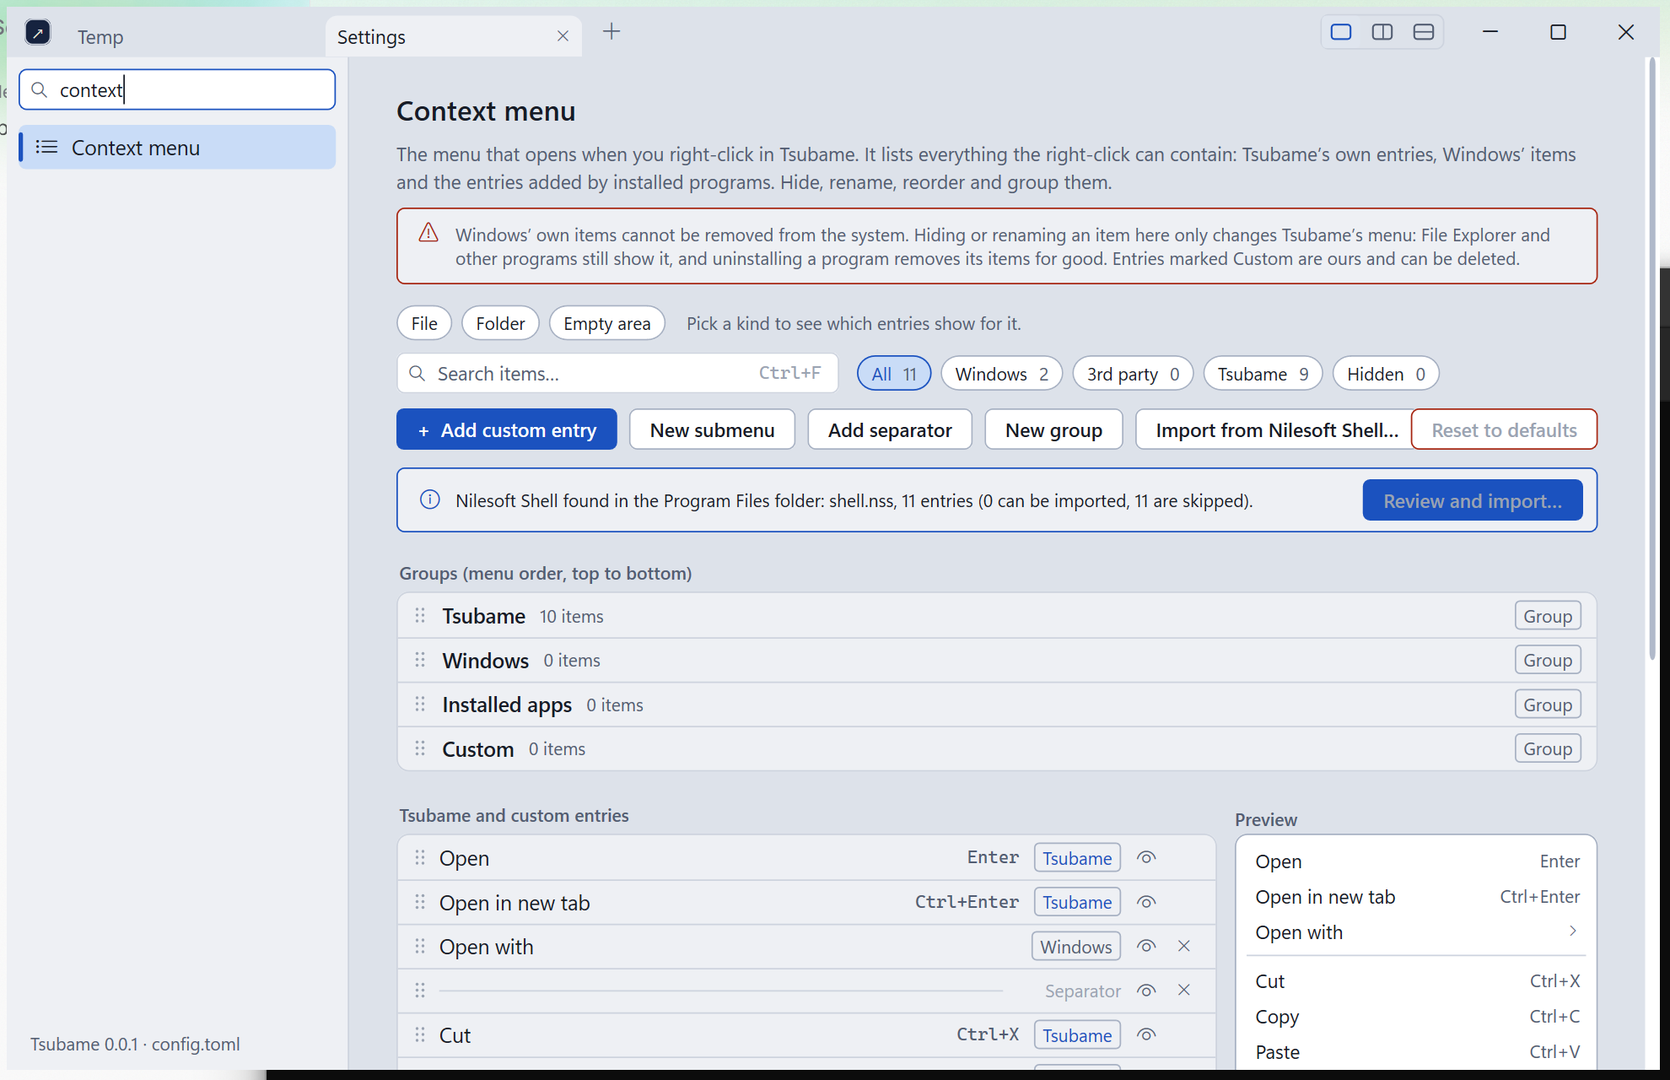 Temp
Settings
context
Context menu
Context menu
The menu that opens when you right-click in Tsubame. It lists everything the right-click can contain: Tsubame's own entries, Windows' items
and the entries added by installed programs. Hide, rename, reorder and group them.
Windows' own items cannot be removed from the system. Hiding or renaming an item here only changes Tsubame's menu: File Explorer and
other programs still show it, and uninstalling a program removes its items for good. Entries marked Custom are ours and can be deleted.
File Folder Empty area Pick a kind to see which entries show for it.
Search items... Ctrl+F All 11 Windows 2 3rd party 0 Tsubame 9 Hidden 0
+ Add custom entry New submenu Add separator New group Import from Nilesoft Shell... Reset to defaults
Nilesoft Shell found in the Program Files folder: shell.nss, 11 entries (0 can be imported, 11 are skipped). Review and import...
Groups (menu order, top to bottom)
Tsubame 10 items Group
Windows 0 items Group
Installed apps 0 items Group
Custom 0 items Group
Tsubame and custom entries
Open Enter Tsubame
Open in new tab Ctrl+Enter Tsubame
Open with Windows
Separator
Cut Ctrl+X Tsubame
Preview
Open Enter
Open in new tab Ctrl+Enter
Open with
Cut Ctrl+X
Copy Ctrl+C
Paste Ctrl+V
Tsubame 0.0.1 · config.toml